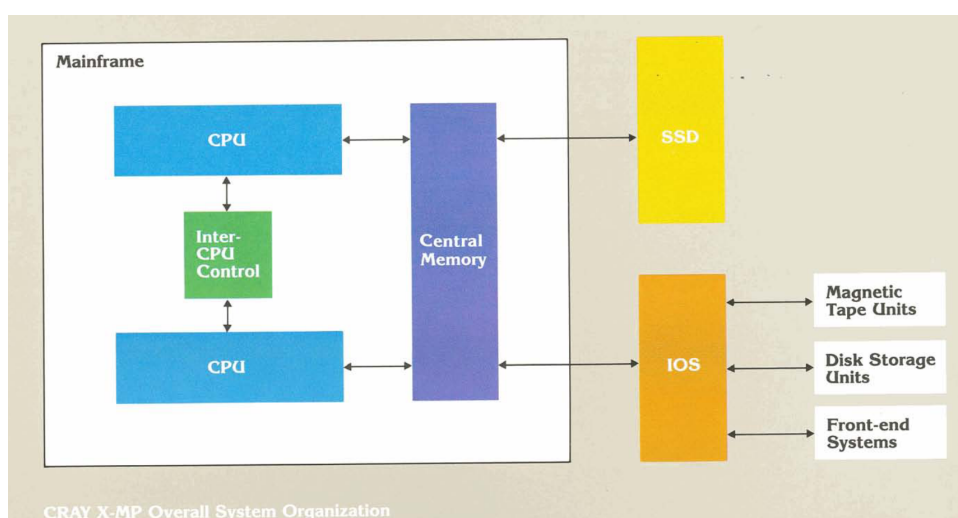 Mainframe
CPU
SSD
Inter-
CPU
Control
Central
Memory
CPU
IOS
Magnetic
Tape Units
Disk Storage
Units
Front-end
Systems
CRAY X-MP Overall System Organization